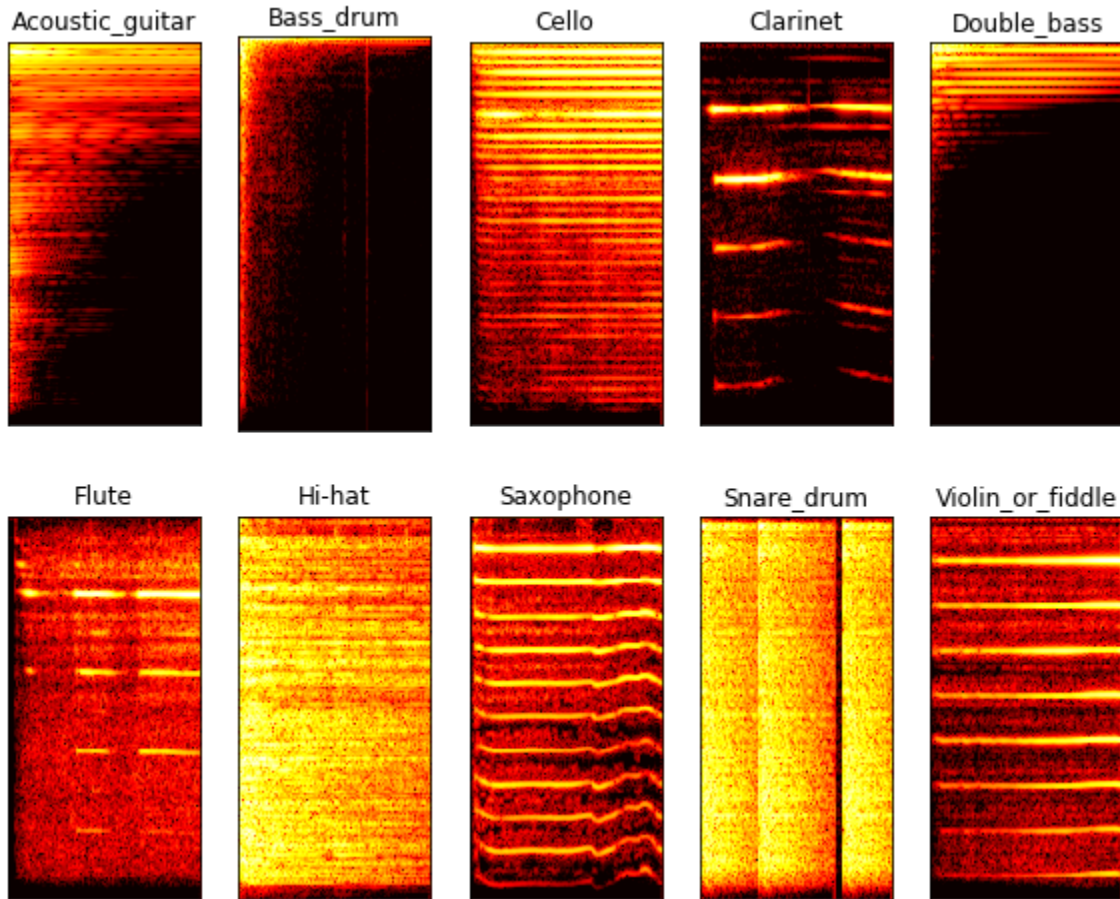 Acoustic_guitar Bass_drum Cello Clarinet Double_bass
Flute Hi-hat Saxophone Snare_drum Violin_or_fiddle